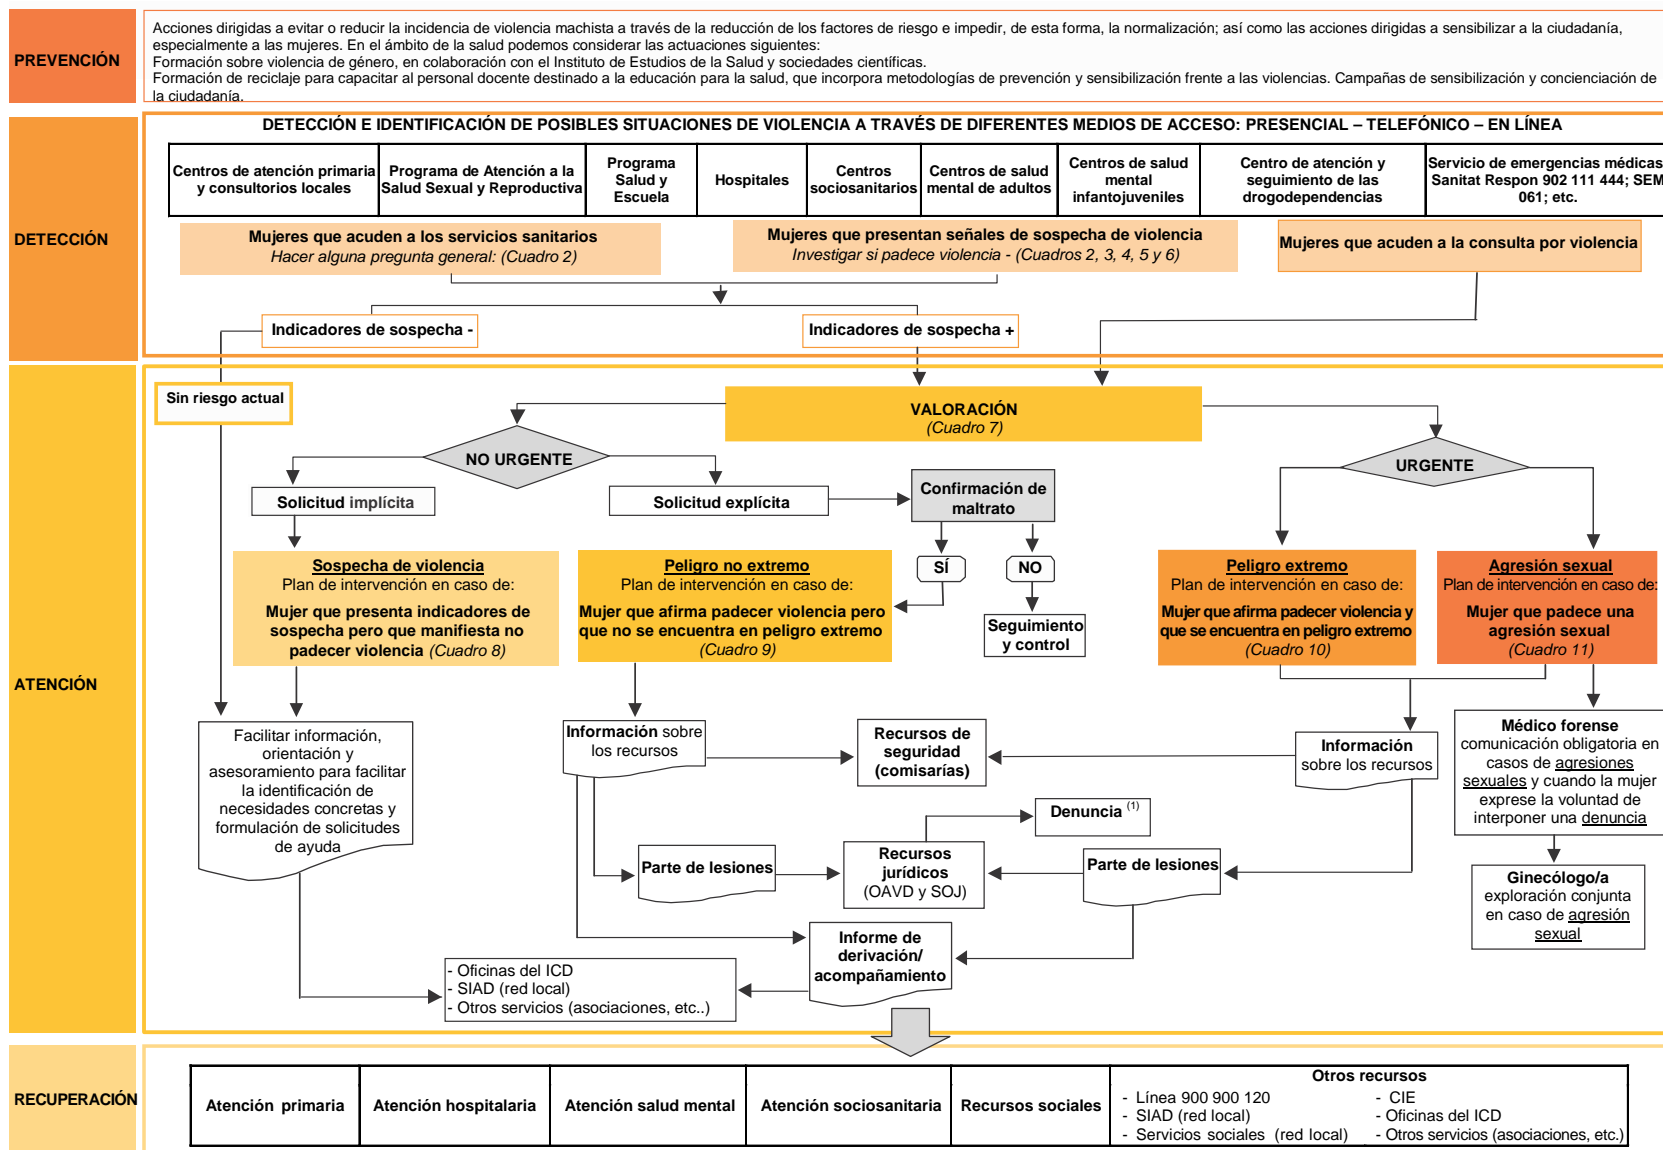 PREVENCIÓN
Acciones dirigidas a evitar o reducir la incidencia de violencia machista a través de la reducción de los factores de riesgo e impedir, de esta forma, la normalización; así como las acciones dirigidas a sensibilizar a la ciudadanía,
especialmente a las mujeres. En el ámbito de la salud podemos considerar las actuaciones siguientes:
Formación sobre violencia de género, en colaboración con el Instituto de Estudios de la Salud y sociedades científicas.
Formación de reciclaje para capacitar al personal docente destinado a la educación para la salud, que incorpora metodologías de prevención y sensibilización frente a las violencias. Campañas de sensibilización y concienciación de
la ciudadanía.
DETECCIÓN
DETECCIÓN E IDENTIFICACIÓN DE POSIBLES SITUACIONES DE VIOLENCIA A TRAVÉS DE DIFERENTES MEDIOS DE ACCESO: PRESENCIAL – TELEFÓNICO – EN LÍNEA
Centros de atención primaria
y consultorios locales
Programa de Atención a la
Salud Sexual y Reproductiva
Programa
Salud y
Escuela
Hospitales
Centros
sociosanitarios
Centros de salud
mental de adultos
Centros de salud
mental
infantojuveniles
Centro de atención y
seguimiento de las
drogodependencias
Servicio de emergencias médicas
Sanitat Respon 902 111 444; SEM
061; etc.
Mujeres que acuden a los servicios sanitarios
Hacer alguna pregunta general: (Cuadro 2)
Mujeres que presentan señales de sospecha de violencia
Investigar si padece violencia - (Cuadros 2, 3, 4, 5 y 6)
Mujeres que acuden a la consulta por violencia
Indicadores de sospecha -
Indicadores de sospecha +
ATENCIÓN
Sin riesgo actual
VALORACIÓN
(Cuadro 7)
NO URGENTE
URGENTE
Solicitud implícita
Solicitud explícita
Confirmación de
maltrato
SÍ
NO
Seguimiento
y control
Sospecha de violencia
Plan de intervención en caso de:
Mujer que presenta indicadores de
sospecha pero que manifiesta no
padecer violencia (Cuadro 8)
Peligro no extremo
Plan de intervención en caso de:
Mujer que afirma padecer violencia pero
que no se encuentra en peligro extremo
(Cuadro 9)
Peligro extremo
Plan de intervención en caso de:
Mujer que afirma padecer violencia y
que se encuentra en peligro extremo
(Cuadro 10)
Agresión sexual
Plan de intervención en caso de:
Mujer que padece una
agresión sexual
(Cuadro 11)
Facilitar información,
orientación y
asesoramiento para facilitar
la identificación de
necesidades concretas y
formulación de solicitudes
de ayuda
Información sobre
los recursos
Recursos de
seguridad
(comisarías)
Información
sobre los recursos
Médico forense
comunicación obligatoria en
casos de agresiones
sexuales y cuando la mujer
exprese la voluntad de
interponer una denuncia
Denuncia (1)
Parte de lesiones
Recursos
jurídicos
(OAVD y SOJ)
Parte de lesiones
Ginecólogo/a
exploración conjunta
en caso de agresión
sexual
Informe de
derivación/
acompañamiento
- Oficinas del ICD
- SIAD (red local)
- Otros servicios (asociaciones, etc..)
RECUPERACIÓN
Atención primaria
Atención hospitalaria
Atención salud mental
Atención sociosanitaria
Recursos sociales
Otros recursos
- Línea 900 900 120
- SIAD (red local)
- Servicios sociales (red local)
- CIE
- Oficinas del ICD
- Otros servicios (asociaciones, etc.)